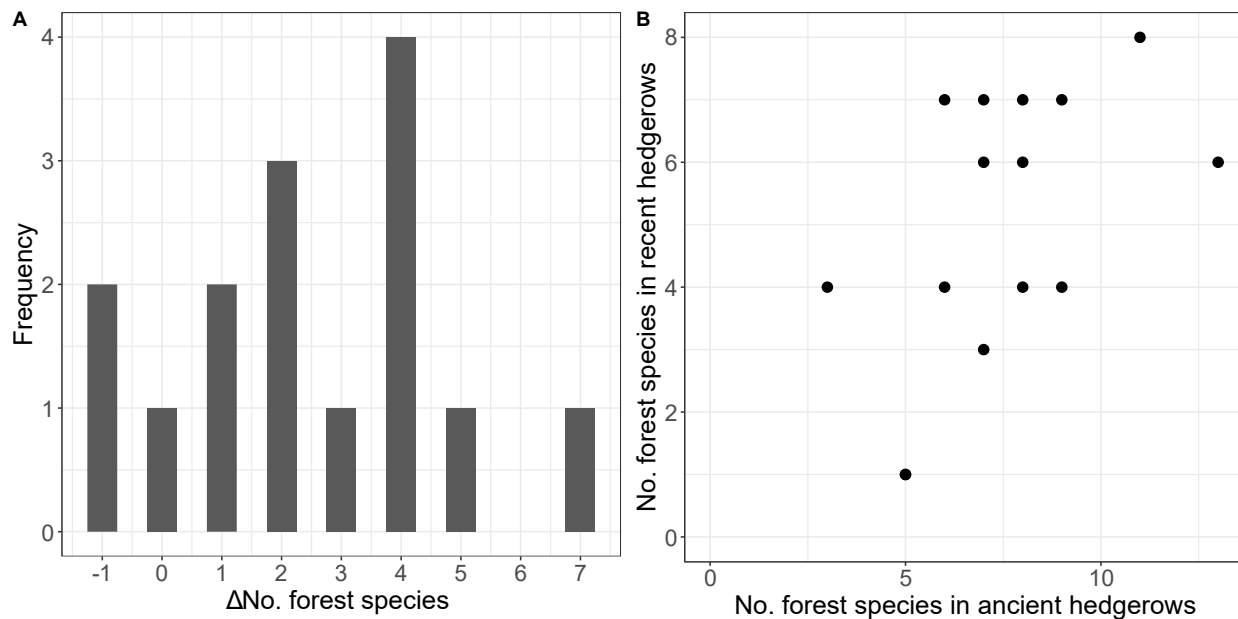 A
4
3
2
1
0
Frequency
-1 0 1 2 3 4 5 6 7
ΔNo. forest species
B
8
6
4
2
0
No. forest species in recent hedgerows
0 5 10
No. forest species in ancient hedgerows